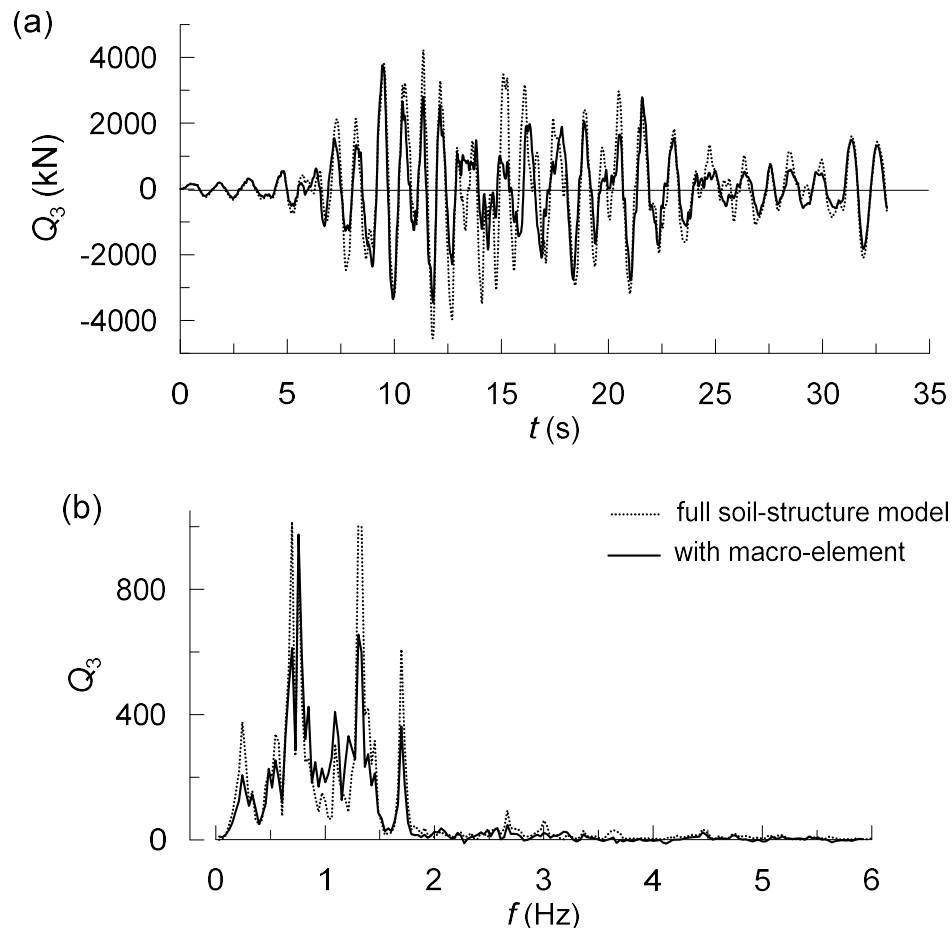 (a)
4000
2000
0
-2000
-4000
Q3 (kN)
0 5 10 15 20 25 30 35
t (s)
(b)
full soil-structure model
with macro-element
800
400
0
Q3
0 1 2 3 4 5 6
f (Hz)